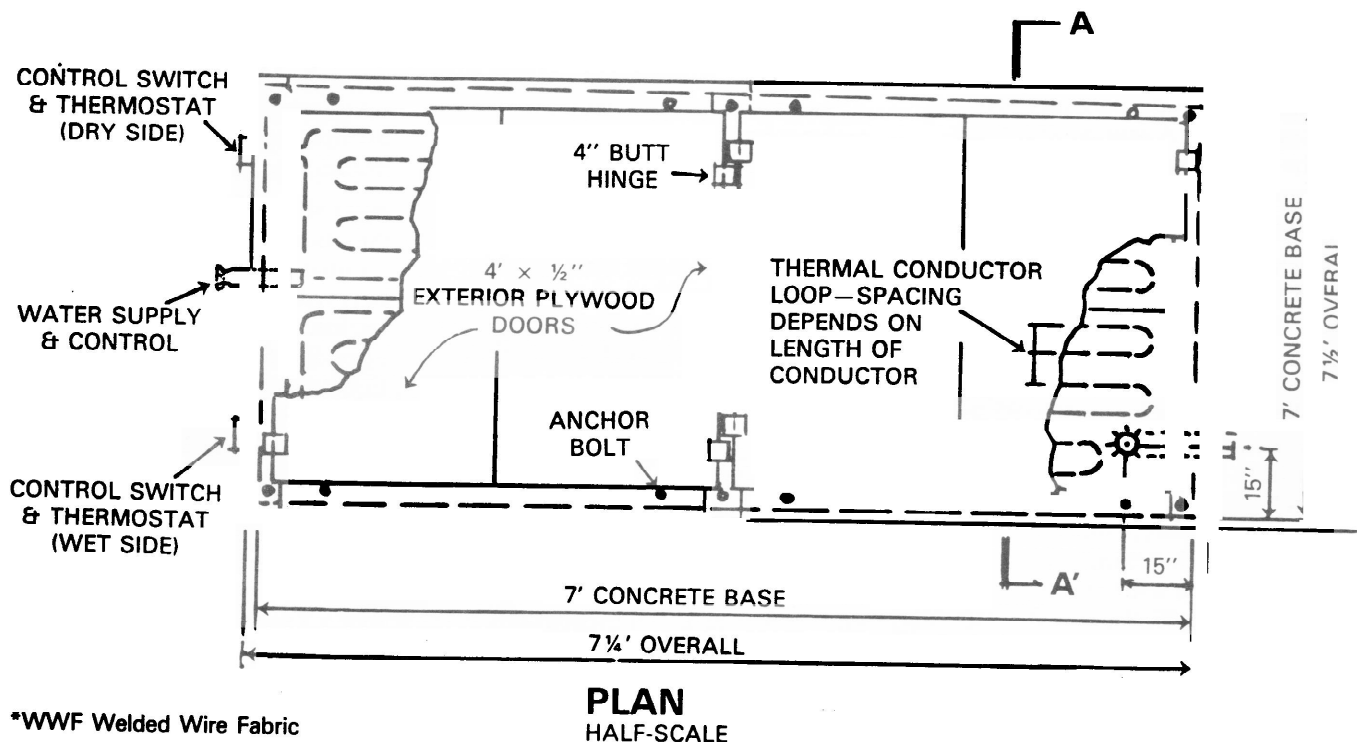 A
CONTROL SWITCH
& THERMOSTAT
(DRY SIDE)
4" BUTT
HINGE
WATER SUPPLY
& CONTROL
4' × ½"
EXTERIOR PLYWOOD
DOORS
THERMAL CONDUCTOR
LOOP—SPACING
DEPENDS ON
LENGTH OF
CONDUCTOR
7' CONCRETE BASE
7½' OVERAL
ANCHOR
BOLT
CONTROL SWITCH
& THERMOSTAT
(WET SIDE)
15"
15"
A'
7' CONCRETE BASE
7¼' OVERALL
PLAN
HALF-SCALE
*WWF Welded Wire Fabric